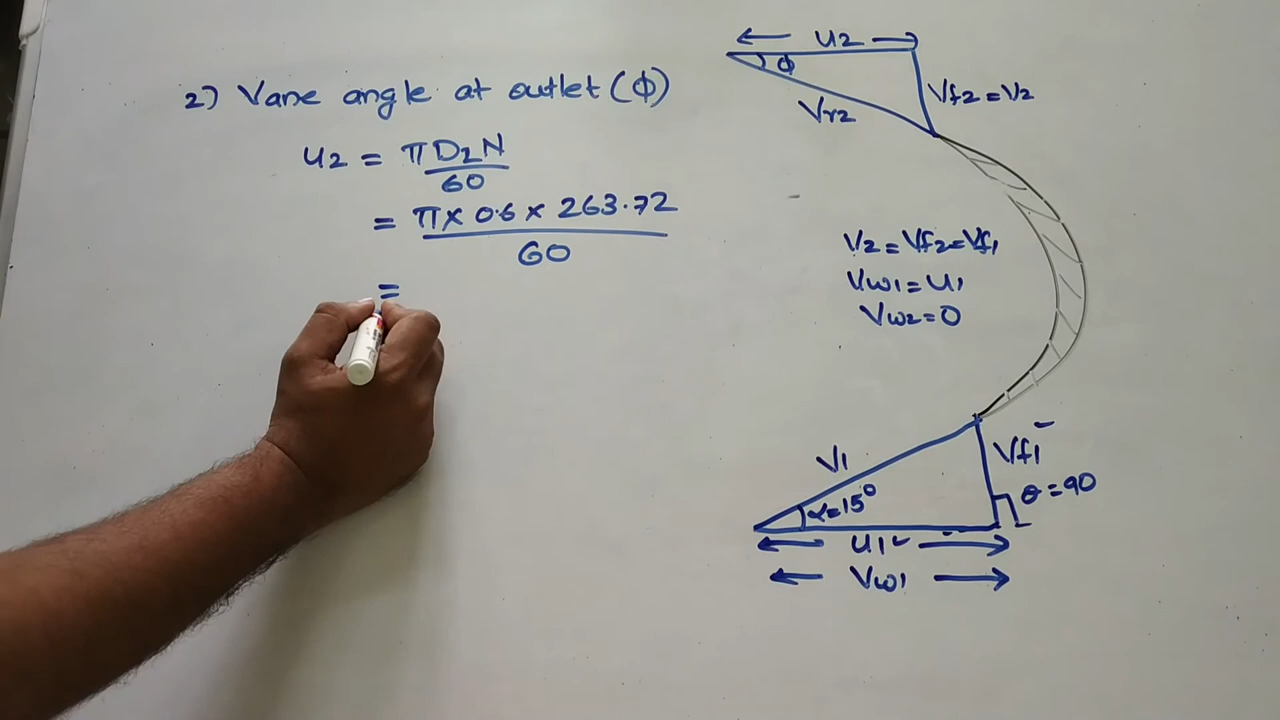 2) Vane angle at outlet (ϕ)
u2 = πD2N
60
= π× 0.6 × 263.72
60
=
u2
ϕ
Vr2
Vf2 = V2
V2 = Vf2 = Vf1
Vw1 = u1
Vw2 = 0
V1
Vf1
α=15°
θ = 90
u1
Vw1